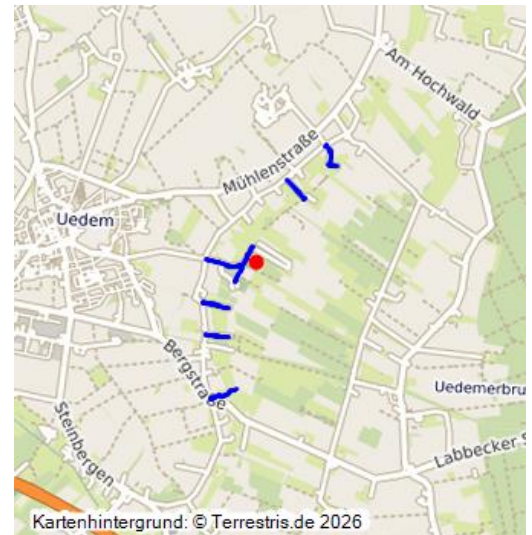 Am Hochwald
Mühlenstraße
Uedem
Bergstraße
Uedemerbru
Steinbergen
Labbecker S
Kartenhintergrund: © Terrestris.de 2026